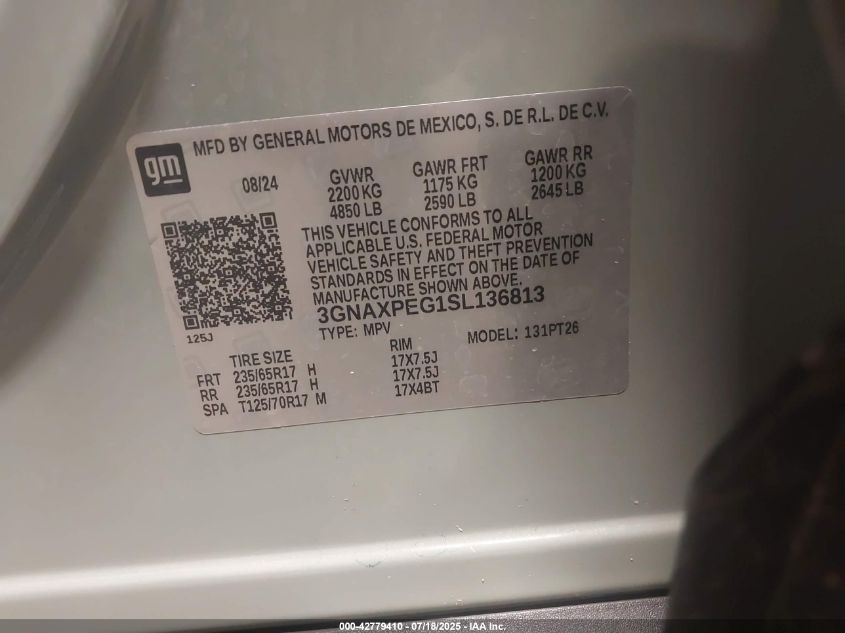 gm
MFD BY GENERAL MOTORS DE MEXICO, S. DE R.L. DE C.V.
08/24 GVWR GAWR FRT GAWR RR
2200 KG 1175 KG 1200 KG
4850 LB 2590 LB 2645 LB
THIS VEHICLE CONFORMS TO ALL
APPLICABLE U.S. FEDERAL MOTOR
VEHICLE SAFETY AND THEFT PREVENTION
STANDARDS IN EFFECT ON THE DATE OF
MANUFACTURE SHOWN ABOVE.
3GNAXPEG1SL136813
125J
TYPE: MPV MODEL: 131PT26
TIRE SIZE RIM
FRT 235/65R17 H 17X7.5J
RR 235/65R17 H 17X7.5J
SPA T125/70R17 M 17X4BT
000-42779410 - 07/18/2025 - IAA Inc.